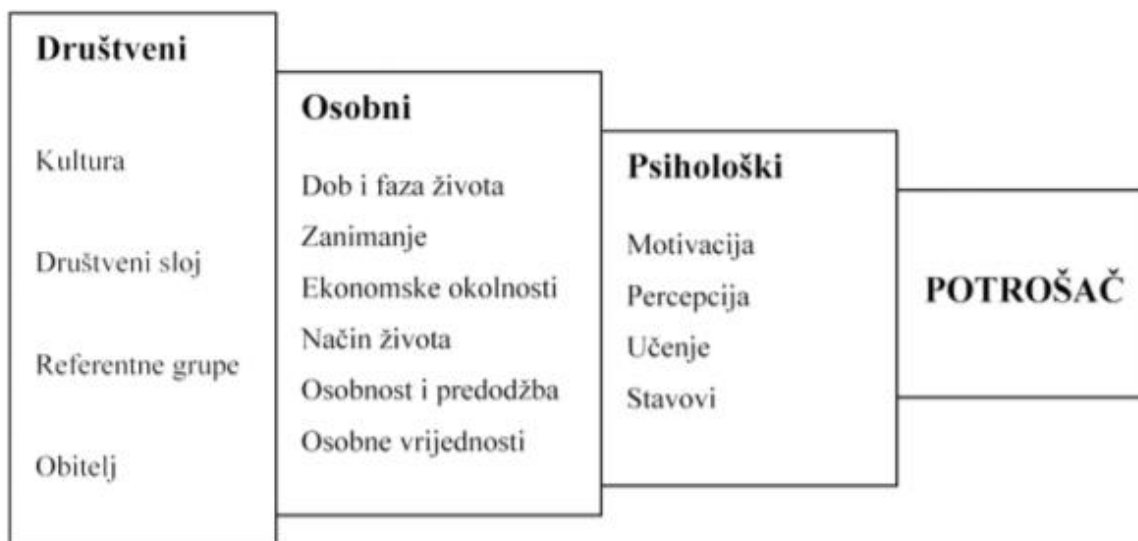 Društveni
Kultura
Društveni sloj
Referentne grupe
Obitelj
Osobni
Dob i faza života
Zanimanje
Ekonomske okolnosti
Način života
Osobnost i predodžba
Osobne vrijednosti
Psihološki
Motivacija
Percepcija
Učenje
Stavovi
POTROŠAČ